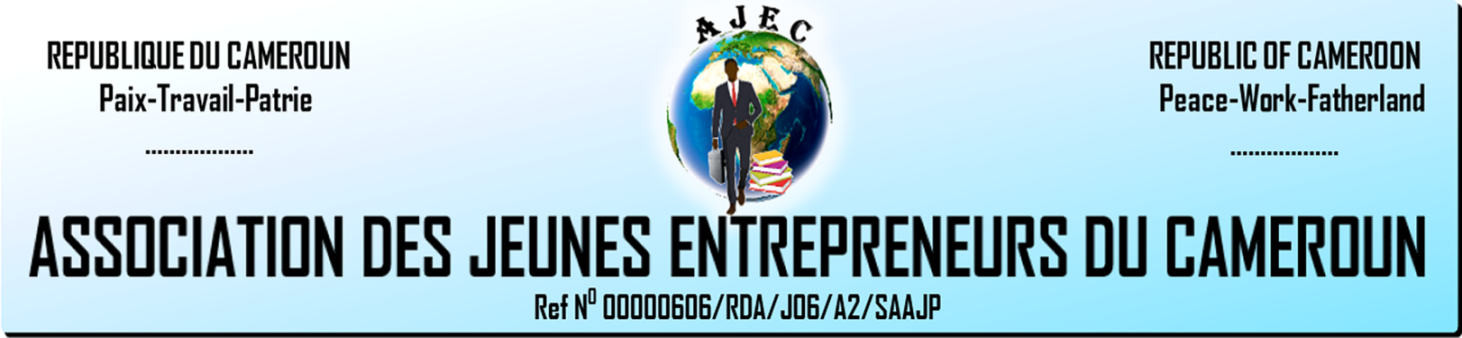 AJEC
REPUBLIQUE DU CAMEROUN
Paix-Travail-Patrie
..................
REPUBLIC OF CAMEROON
Peace-Work-Fatherland
..................
ASSOCIATION DES JEUNES ENTREPRENEURS DU CAMEROUN
Ref N⁰ 00000606/RDA/J06/A2/SAAJP